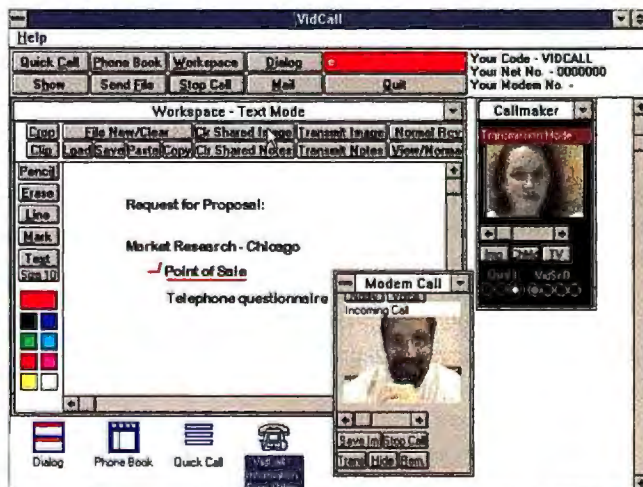 VidCall
Help
Quick Call Phone Book Workspace Dialog
Show Send File Stop Call Mail Quit
Your Code - VIDCALL
Your Net No. - 0000000
Your Modem No. -
Workspace - Text Mode
Crop File New/Clear Clr Shared Image Transmit Image Normal Rcv
Clip Load Save Paste Copy Clr Shared Notes Transmit Notes View/Norma
Pencil
Erase
Line
Mark
Text
Size 10
Request for Proposal:
Market Research - Chicago
Point of Sale
Telephone questionnaire
Callmaker
Transmission Mode
TV
Modem Call
Incoming Call
Save Im Stop Call
Trans Hide Rem.
Dialog Phone Book Quick Call